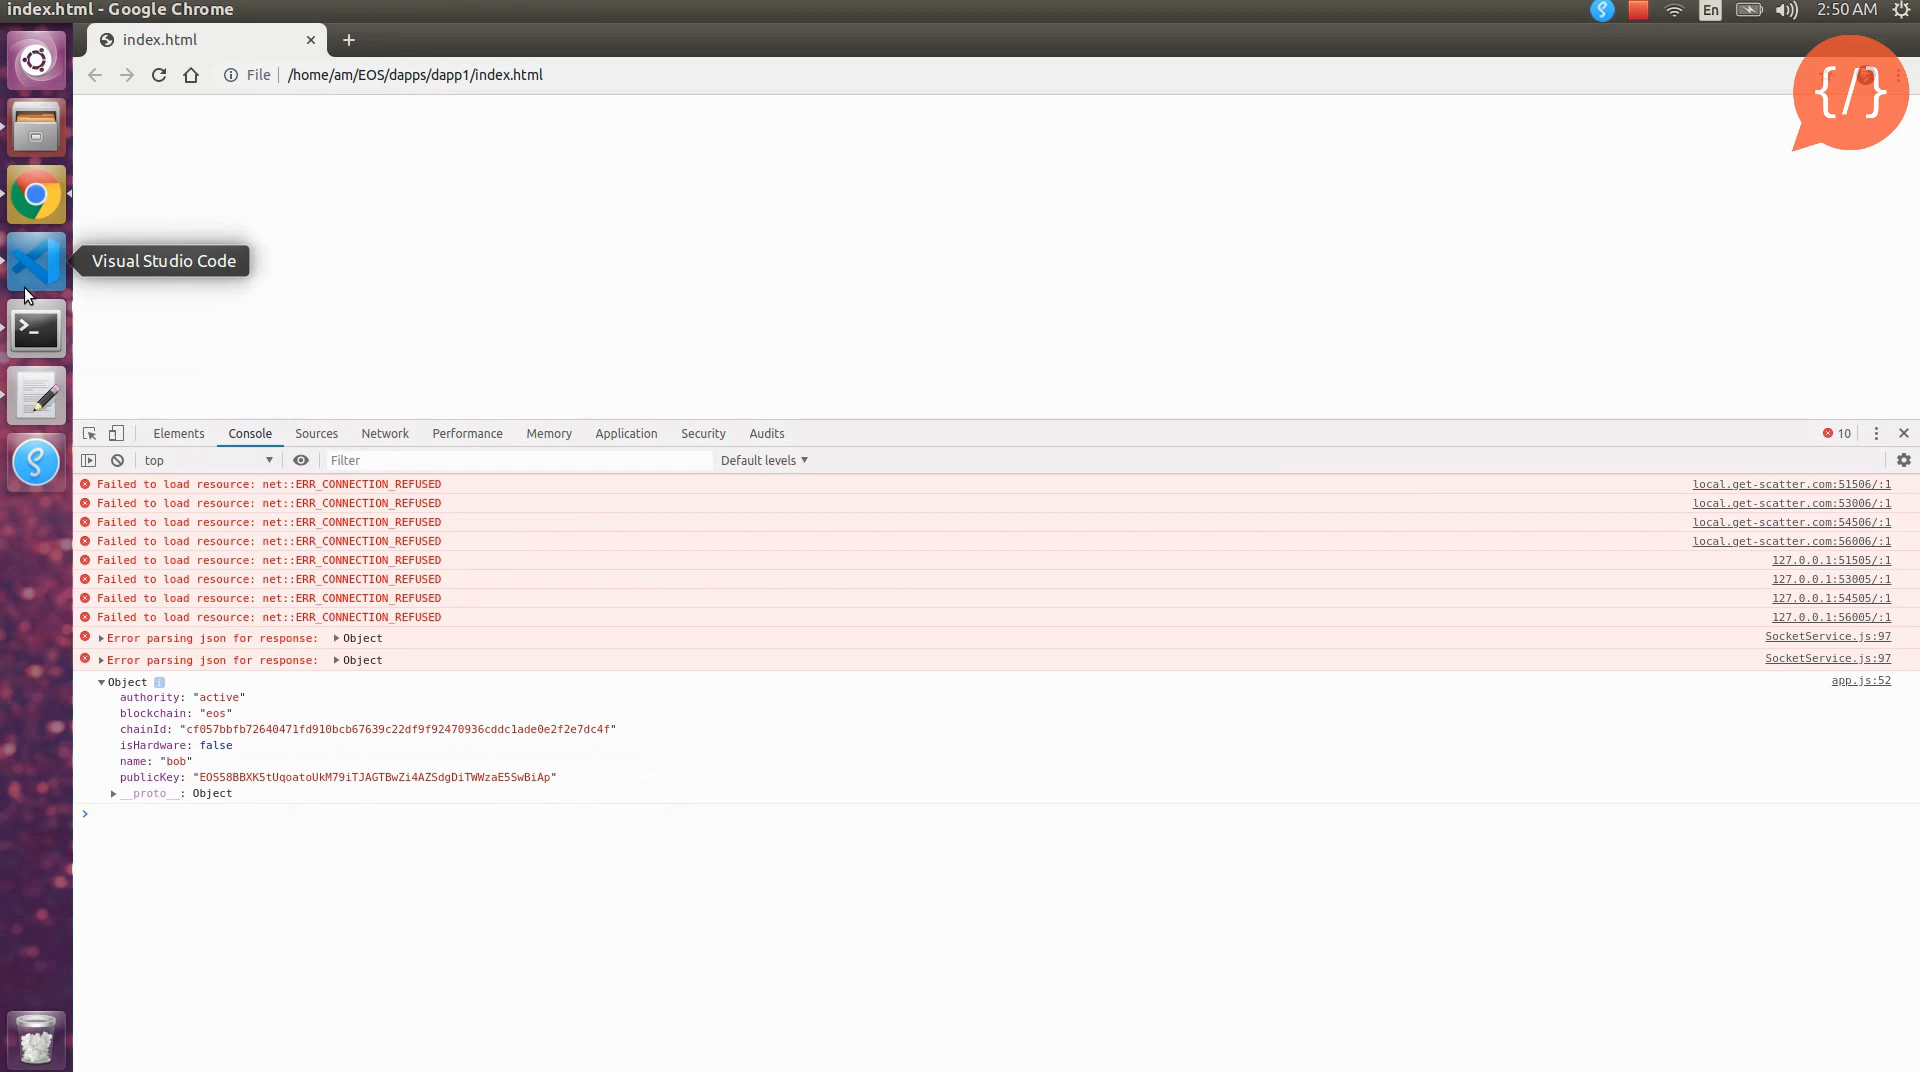 index.html - Google Chrome
En
2:50 AM
index.html
File
/home/am/EOS/dapps/dapp1/index.html
{/}
Visual Studio Code
Elements Console Sources Network Performance Memory Application Security Audits
10
top
Filter
Default levels
Failed to load resource: net::ERR_CONNECTION_REFUSED local.get-scatter.com:51506/:1
Failed to load resource: net::ERR_CONNECTION_REFUSED local.get-scatter.com:53006/:1
Failed to load resource: net::ERR_CONNECTION_REFUSED local.get-scatter.com:54506/:1
Failed to load resource: net::ERR_CONNECTION_REFUSED local.get-scatter.com:56006/:1
Failed to load resource: net::ERR_CONNECTION_REFUSED 127.0.0.1:51505/:1
Failed to load resource: net::ERR_CONNECTION_REFUSED 127.0.0.1:53005/:1
Failed to load resource: net::ERR_CONNECTION_REFUSED 127.0.0.1:54505/:1
Failed to load resource: net::ERR_CONNECTION_REFUSED 127.0.0.1:56005/:1
Error parsing json for response: Object SocketService.js:97
Error parsing json for response: Object SocketService.js:97
Object app.js:52
authority: "active"
blockchain: "eos"
chainId: "cf057bbfb72640471fd910bcb67639c22df9f92470936cddc1ade0e2f2e7dc4f"
isHardware: false
name: "bob"
publicKey: "EOS58BBXK5tUqoatoUkM79iTJAGTBwZi4AZSdgDiTWWzaE5SwBiAp"
__proto__: Object